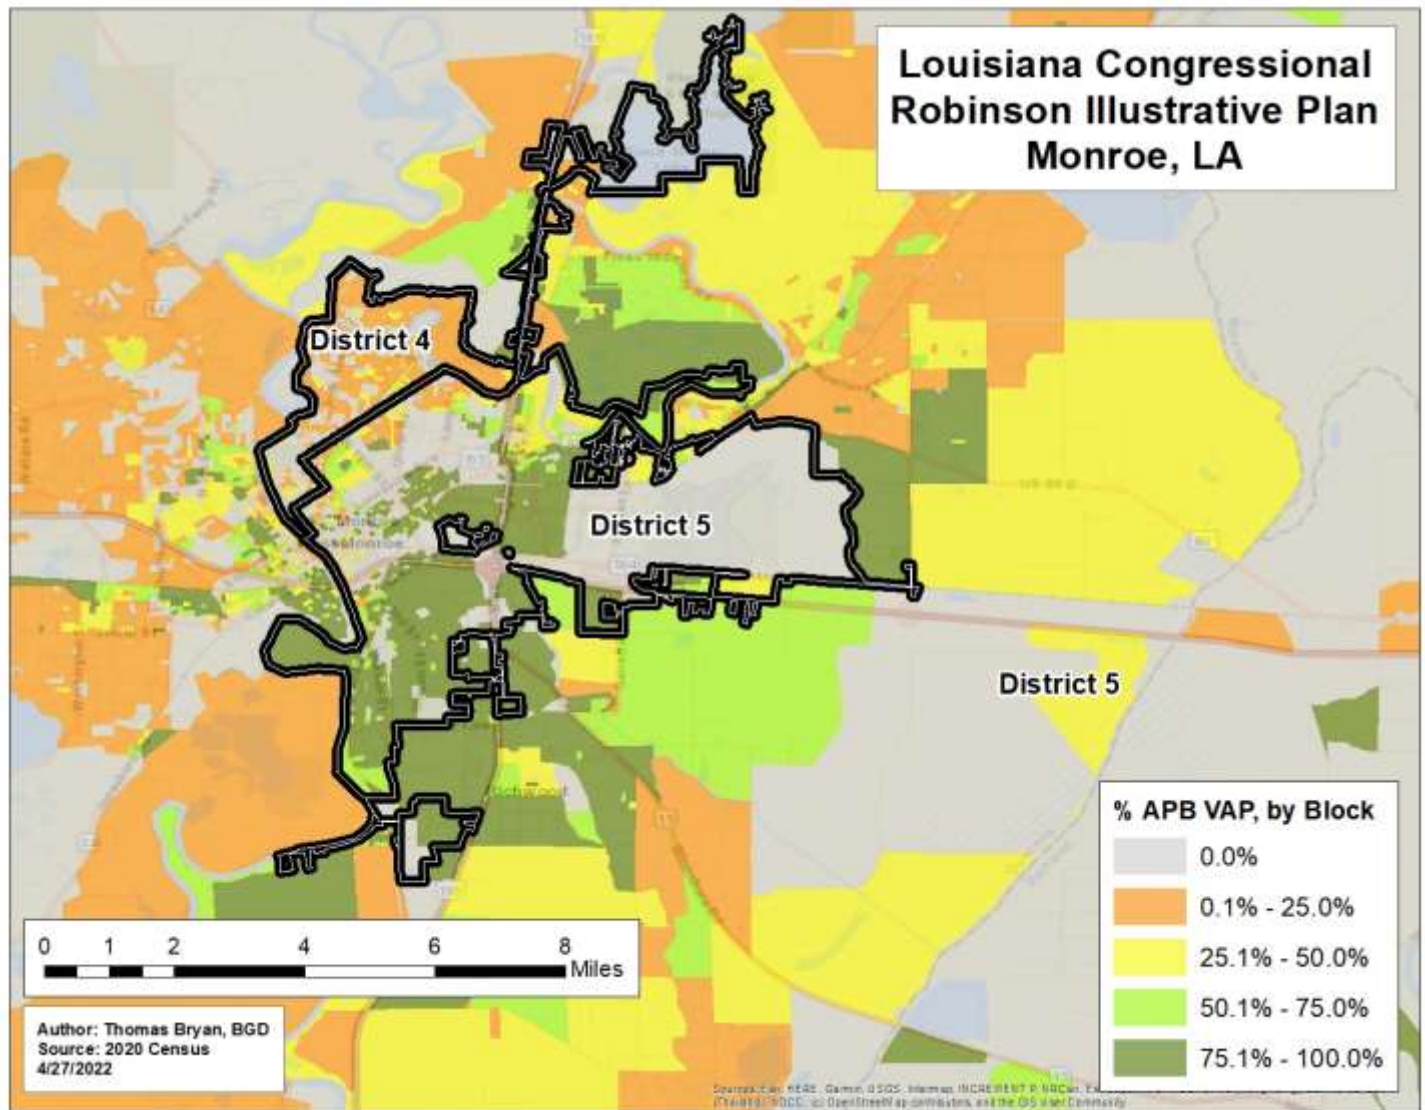 Louisiana Congressional
Robinson Illustrative Plan
Monroe, LA
District 4
District 5
District 5
% APB VAP, by Block
0.0%
0.1% - 25.0%
25.1% - 50.0%
50.1% - 75.0%
75.1% - 100.0%
0 1 2 4 6 8
Miles
Author: Thomas Bryan, BGD
Source: 2020 Census
4/27/2022